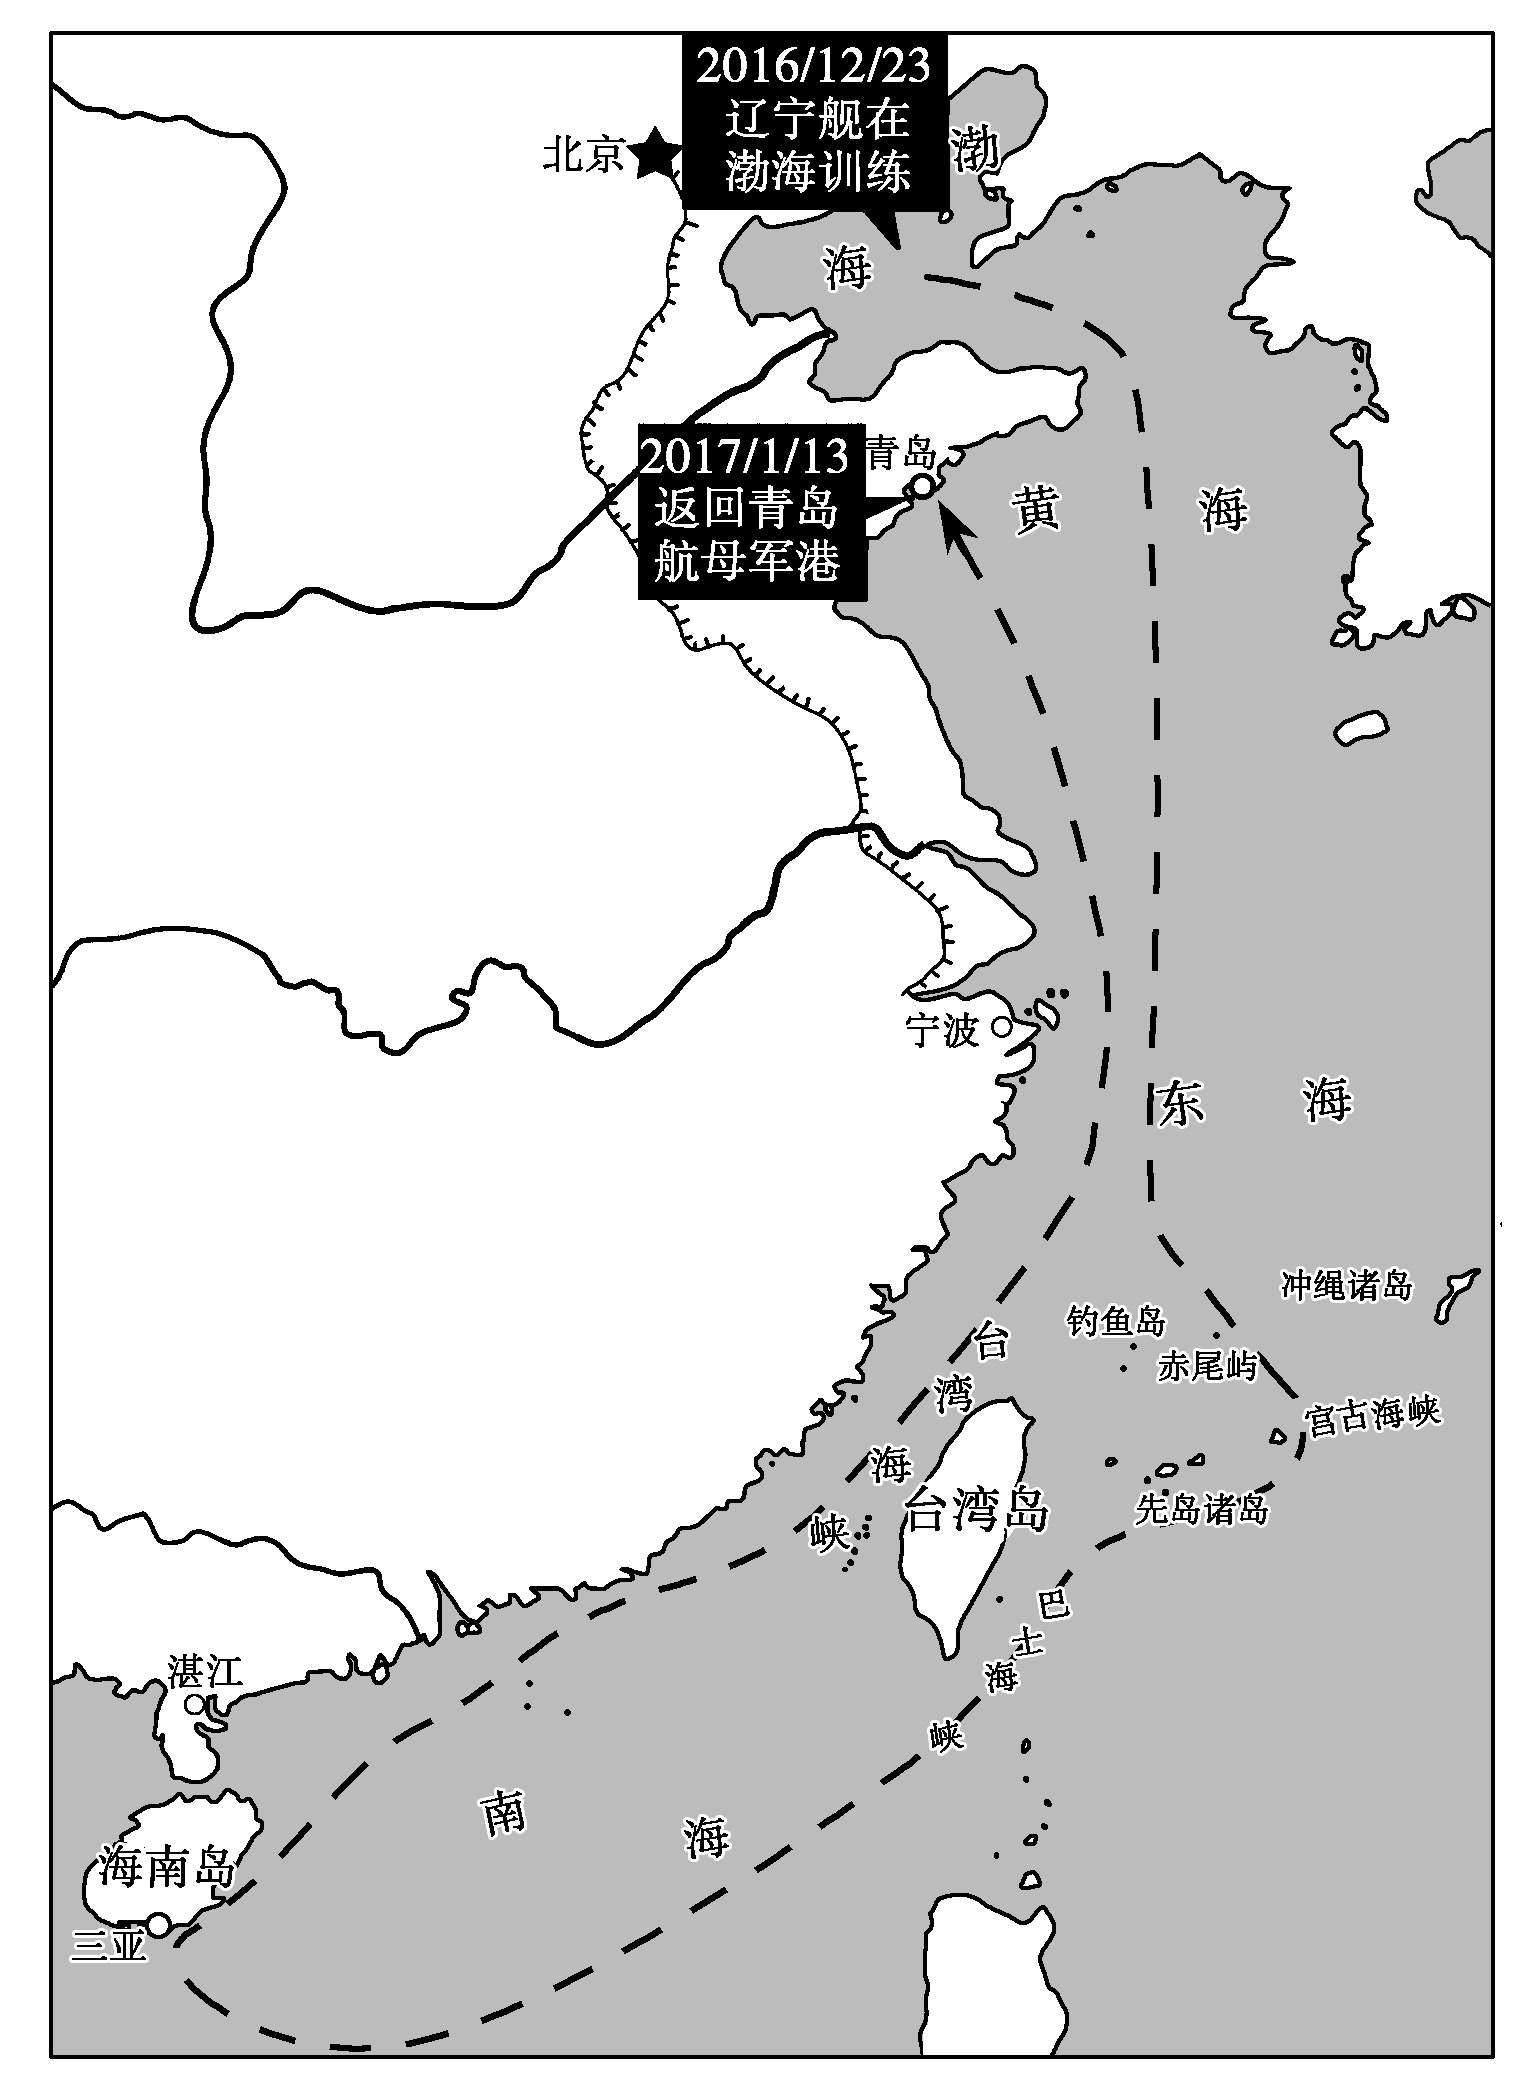 2016/12/23
辽宁舰在
渤海训练
北京
渤
海
2017/1/13
返回青岛
航母军港
青岛
黄
海
宁波
东
海
冲绳诸岛
钓鱼岛
赤尾屿
宫古海峡
先岛诸岛
台
湾
海
峡
台湾岛
巴
士
海
峡
湛江
南
海
海南岛
三亚